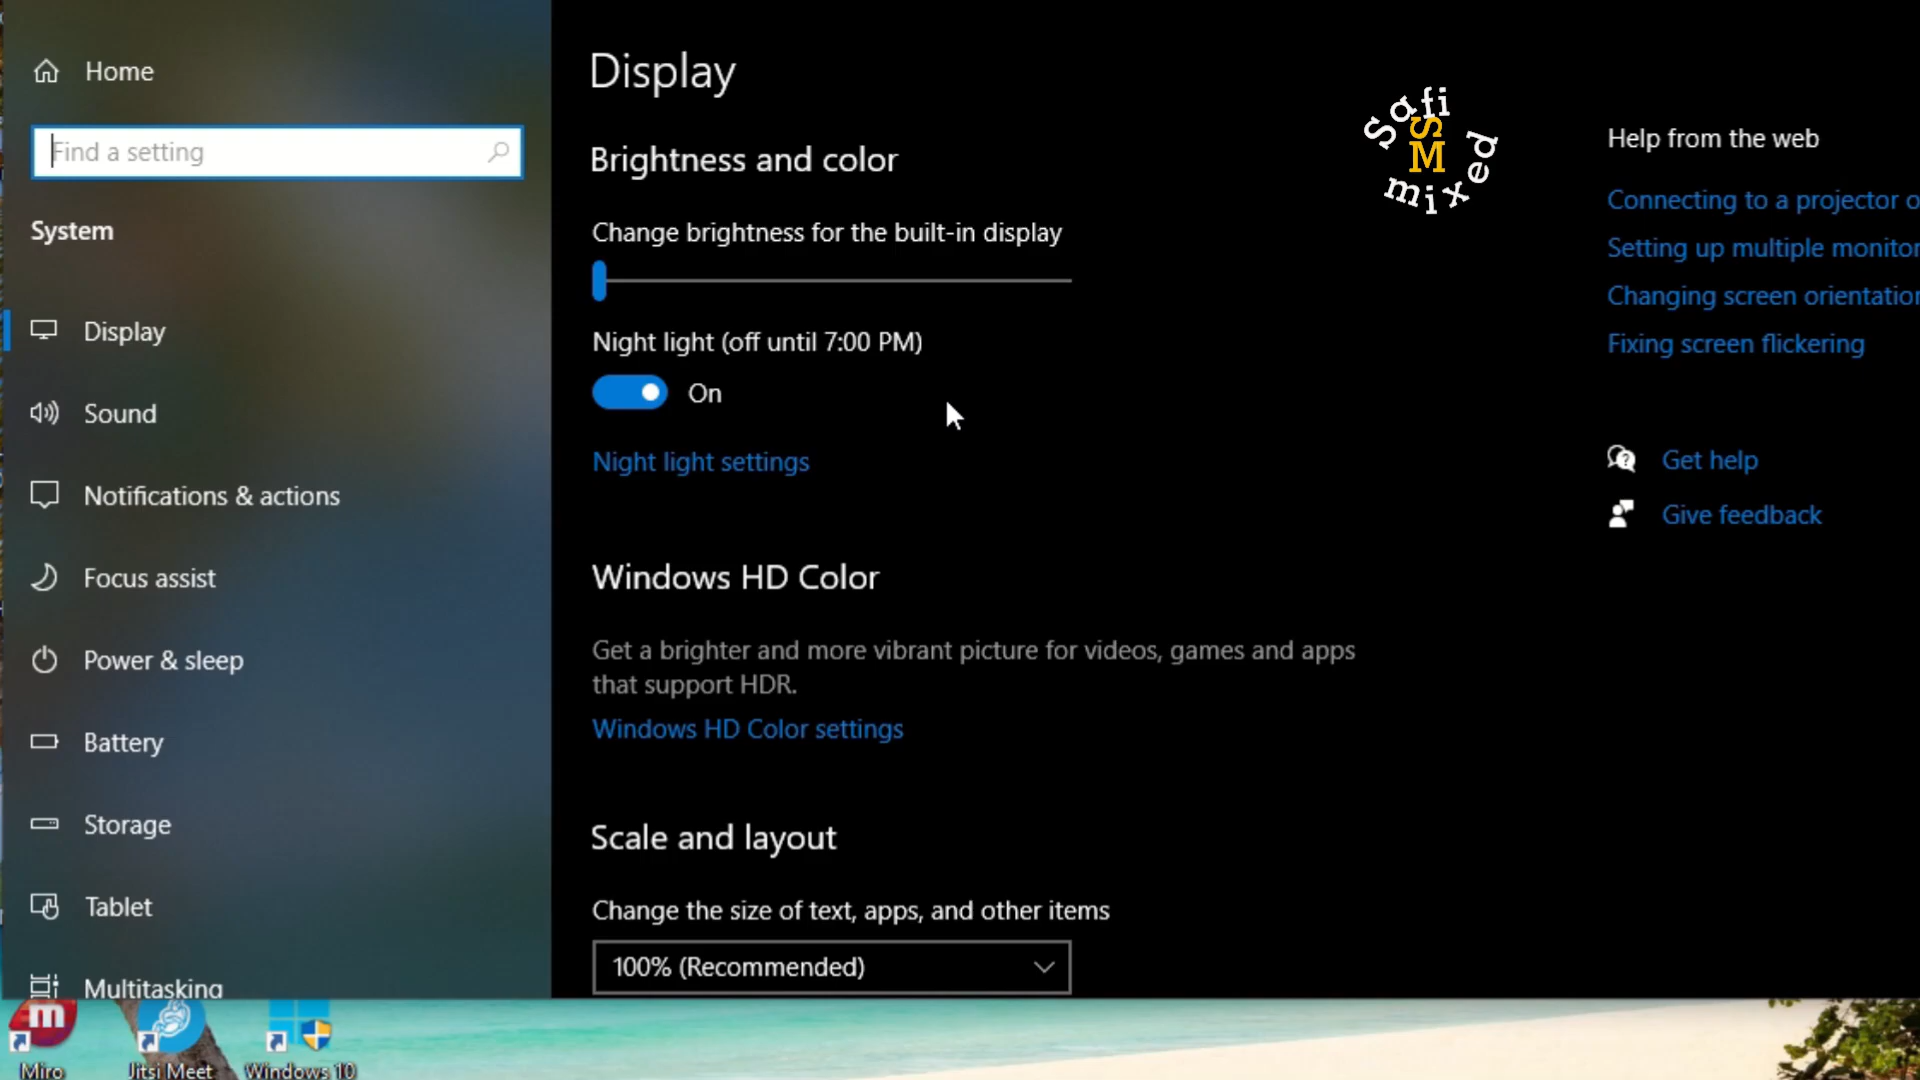 Home
Find a setting
System
Display
Sound
Notifications & actions
Focus assist
Power & sleep
Battery
Storage
Tablet
Multitasking
Display
Brightness and color
Change brightness for the built-in display
Night light (off until 7:00 PM)
On
Night light settings
Windows HD Color
Get a brighter and more vibrant picture for videos, games and apps
that support HDR.
Windows HD Color settings
Scale and layout
Change the size of text, apps, and other items
100% (Recommended)
Safi
SM
mixed
Help from the web
Connecting to a projector o
Setting up multiple monitor
Changing screen orientation
Fixing screen flickering
Get help
Give feedback
m
Miro
Jitsi Meet
Windows 10